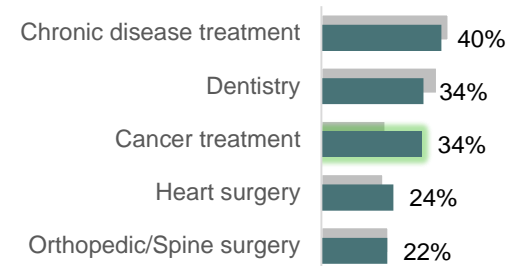 Chronic disease treatment 40%
Dentistry 34%
Cancer treatment 34%
Heart surgery 24%
Orthopedic/Spine surgery 22%